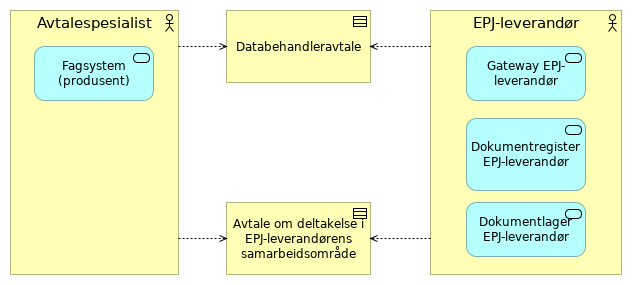 Avtalespesialist
Fagsystem
(produsent)
Databehandleravtale
Avtale om deltakelse i
EPJ-leverandørens
samarbeidsområde
EPJ-leverandør
Gateway EPJ-
leverandør
Dokumentregister
EPJ-leverandør
Dokumentlager
EPJ-leverandør